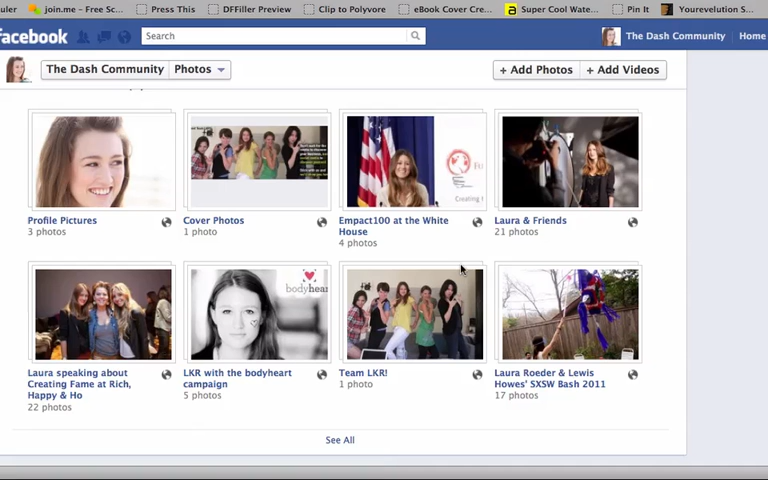 uler join.me – Free Sc... Press This DFFiller Preview Clip to Polyvore eBook Cover Cre... Super Cool Wate... Pin It Yourevelution S...
facebook Search The Dash Community Home
The Dash Community Photos + Add Photos + Add Videos
Profile Pictures
3 photos
Cover Photos
1 photo
Empact100 at the White
House
4 photos
Creating
Laura & Friends
21 photos
bodyhear
Laura speaking about
Creating Fame at Rich,
Happy & Ho
22 photos
LKR with the bodyheart
campaign
5 photos
Team LKR!
1 photo
Laura Roeder & Lewis
Howes' SXSW Bash 2011
17 photos
See All